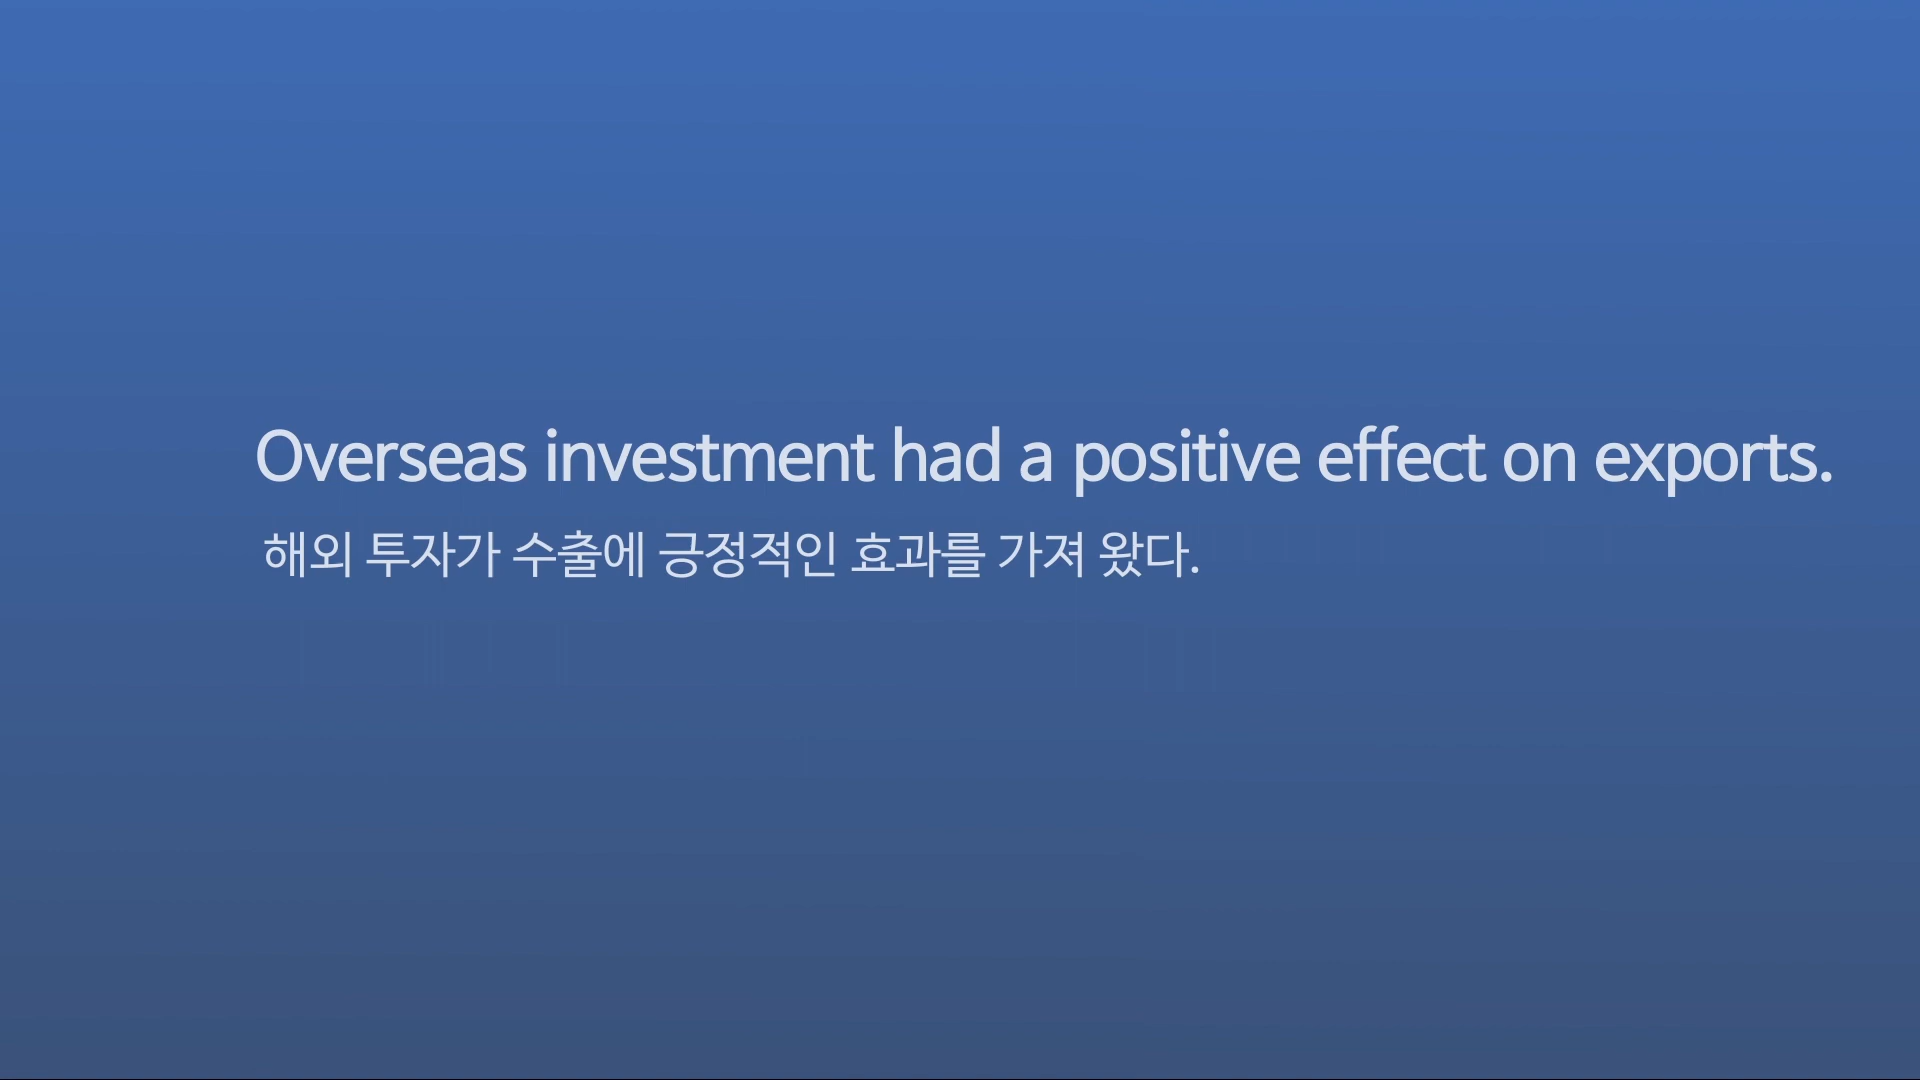 Overseas investment had a positive effect on exports.
해외 투자가 수출에 긍정적인 효과를 가져 왔다.